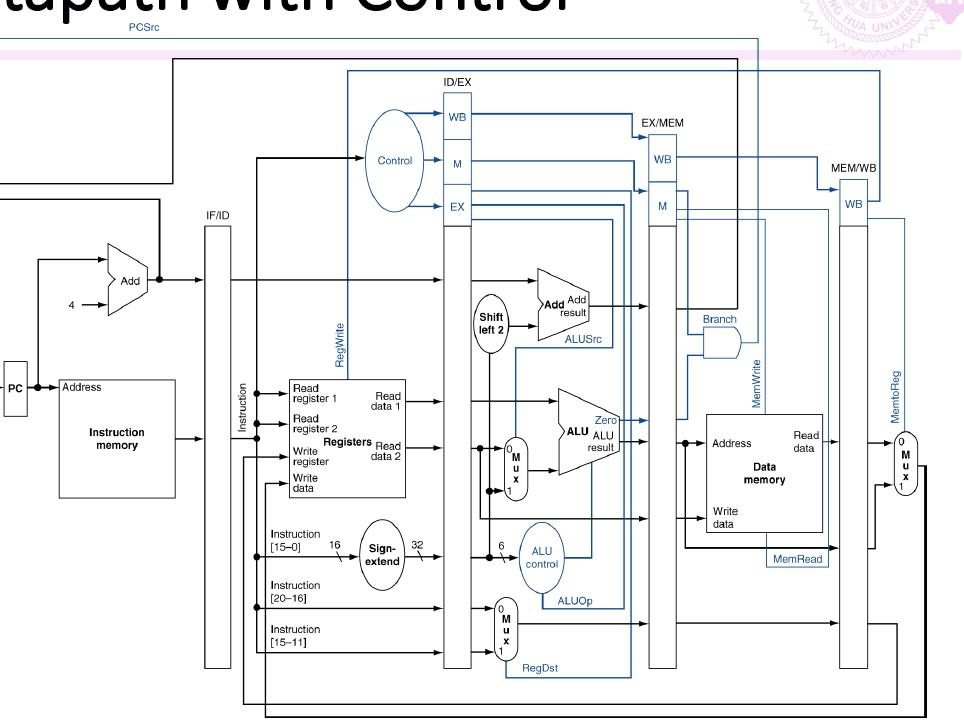 tapath with Control
HUA UNIVERS
PCSrc
ID/EX
WB
M
EX
Control
EX/MEM
WB
M
MEM/WB
WB
IF/ID
Add
4
Add
Add
result
Shift
left 2
ALUSrc
Branch
RegWrite
MemWrite
MemtoReg
PC
Address
Instruction
memory
Instruction
Read
register 1
Read
register 2
Write
register
Write
data
Registers
Read
data 1
Read
data 2
0
M
u
x
1
Zero
ALU
ALU
result
Address
Read
data
Data
memory
Write
data
MemRead
0
M
u
x
1
Instruction
[15–0]
16
Sign-
extend
32
6
ALU
control
ALUOp
Instruction
[20–16]
Instruction
[15–11]
0
M
u
x
1
RegDst